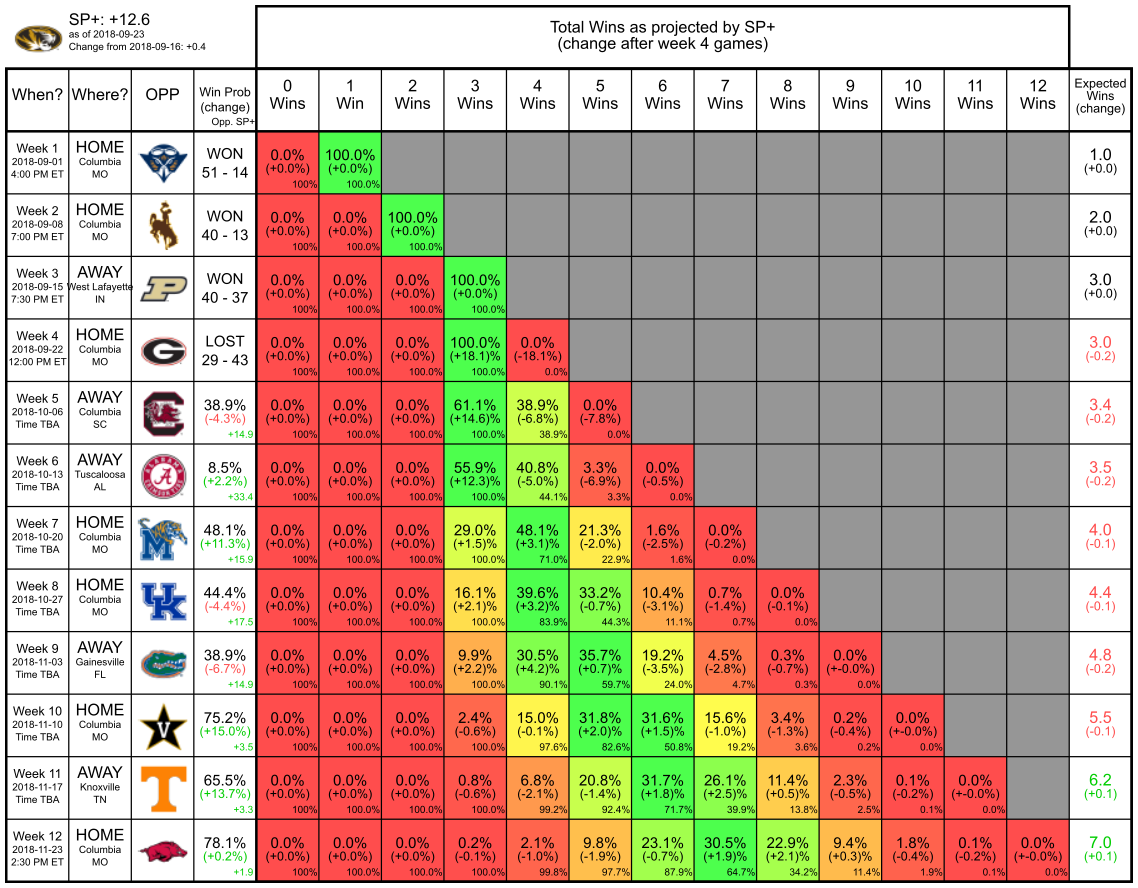 SP+: +12.6
as of 2018-09-23
Change from 2018-09-16: +0.4
Total Wins as projected by SP+
(change after week 4 games)
When? Where? OPP Win Prob (change) Opp. SP+ 0 Wins 1 Win 2 Wins 3 Wins 4 Wins 5 Wins 6 Wins 7 Wins 8 Wins 9 Wins 10 Wins 11 Wins 12 Wins Expected Wins (change)
Week 1 HOME WON 0.0% 100.0% 1.0
2018-09-01 Columbia 51 - 14 (+0.0%) (+0.0%) (+0.0)
4:00 PM ET MO 100% 100.0%
Week 2 HOME WON 0.0% 0.0% 100.0% 2.0
2018-09-08 Columbia 40 - 13 (+0.0%) (+0.0%) (+0.0%) (+0.0)
7:00 PM ET MO 100% 100.0% 100.0%
Week 3 AWAY WON 0.0% 0.0% 0.0% 100.0% 3.0
2018-09-15 West Lafayette P 40 - 37 (+0.0%) (+0.0%) (+0.0%) (+0.0%) (+0.0)
7:30 PM ET IN 100% 100.0% 100.0% 100.0%
Week 4 HOME LOST 0.0% 0.0% 0.0% 100.0% 0.0% 3.0
2018-09-22 Columbia G 29 - 43 (+0.0%) (+0.0%) (+0.0%) (+18.1)% (-18.1%) (-0.2)
12:00 PM ET MO 100% 100.0% 100.0% 100.0% 0.0%
Week 5 AWAY 38.9% 0.0% 0.0% 0.0% 61.1% 38.9% 0.0% 3.4
2018-10-06 Columbia C (-4.3%) (+0.0%) (+0.0%) (+0.0%) (+14.6)% (-6.8%) (-7.8%) (-0.2)
Time TBA SC +14.9 100% 100.0% 100.0% 100.0% 38.9% 0.0%
Week 6 AWAY 8.5% 0.0% 0.0% 0.0% 55.9% 40.8% 3.3% 0.0% 3.5
2018-10-13 Tuscaloosa A (+2.2%) (+0.0%) (+0.0%) (+0.0%) (+12.3)% (-5.0%) (-6.9%) (-0.5%) (-0.2)
Time TBA AL +33.4 100% 100.0% 100.0% 100.0% 44.1% 3.3% 0.0%
Week 7 HOME 48.1% 0.0% 0.0% 0.0% 29.0% 48.1% 21.3% 1.6% 0.0% 4.0
2018-10-20 Columbia M (+11.3%) (+0.0%) (+0.0%) (+0.0%) (+1.5)% (+3.1)% (-2.0%) (-2.5%) (-0.2%) (-0.1)
Time TBA MO +15.9 100% 100.0% 100.0% 100.0% 71.0% 22.9% 1.6% 0.0%
Week 8 HOME 44.4% 0.0% 0.0% 0.0% 16.1% 39.6% 33.2% 10.4% 0.7% 0.0% 4.4
2018-10-27 Columbia UK (-4.4%) (+0.0%) (+0.0%) (+0.0%) (+2.1)% (+3.2)% (-0.7%) (-3.1%) (-1.4%) (-0.1%) (-0.1)
Time TBA MO +17.5 100% 100.0% 100.0% 100.0% 83.9% 44.3% 11.1% 0.7% 0.0%
Week 9 AWAY 38.9% 0.0% 0.0% 0.0% 9.9% 30.5% 35.7% 19.2% 4.5% 0.3% 0.0% 4.8
2018-11-03 Gainesville (-6.7%) (+0.0%) (+0.0%) (+0.0%) (+2.2)% (+4.2)% (+0.7)% (-3.5%) (-2.8%) (-0.7%) (+-0.0%) (-0.2)
Time TBA FL +14.9 100% 100.0% 100.0% 100.0% 90.1% 59.7% 24.0% 4.7% 0.3% 0.0%
Week 10 HOME 75.2% 0.0% 0.0% 0.0% 2.4% 15.0% 31.8% 31.6% 15.6% 3.4% 0.2% 0.0% 5.5
2018-11-10 Columbia V (+15.0%) (+0.0%) (+0.0%) (+0.0%) (-0.6%) (-0.1%) (+2.0)% (+1.5)% (-1.0%) (-1.3%) (-0.4%) (+-0.0%) (-0.1)
Time TBA MO +3.5 100% 100.0% 100.0% 100.0% 97.6% 82.6% 50.8% 19.2% 3.6% 0.2% 0.0%
Week 11 AWAY 65.5% 0.0% 0.0% 0.0% 0.8% 6.8% 20.8% 31.7% 26.1% 11.4% 2.3% 0.1% 0.0% 6.2
2018-11-17 Knoxville T (+13.7%) (+0.0%) (+0.0%) (+0.0%) (-0.6%) (-2.1%) (-1.4%) (+1.8)% (+2.5)% (+0.5)% (-0.5%) (-0.2%) (+-0.0%) (+0.1)
Time TBA TN +3.3 100% 100.0% 100.0% 100.0% 99.2% 92.4% 71.7% 39.9% 13.8% 2.5% 0.1% 0.0%
Week 12 HOME 78.1% 0.0% 0.0% 0.0% 0.2% 2.1% 9.8% 23.1% 30.5% 22.9% 9.4% 1.8% 0.1% 0.0% 7.0
2018-11-23 Columbia (+0.2%) (+0.0%) (+0.0%) (+0.0%) (-0.1%) (-1.0%) (-1.9%) (-0.7%) (+1.9)% (+2.1)% (+0.3)% (-0.4%) (-0.2%) (+-0.0%) (+0.1)
2:30 PM ET MO +1.9 100% 100.0% 100.0% 100.0% 99.8% 97.7% 87.9% 64.7% 34.2% 11.4% 1.9% 0.1% 0.0%